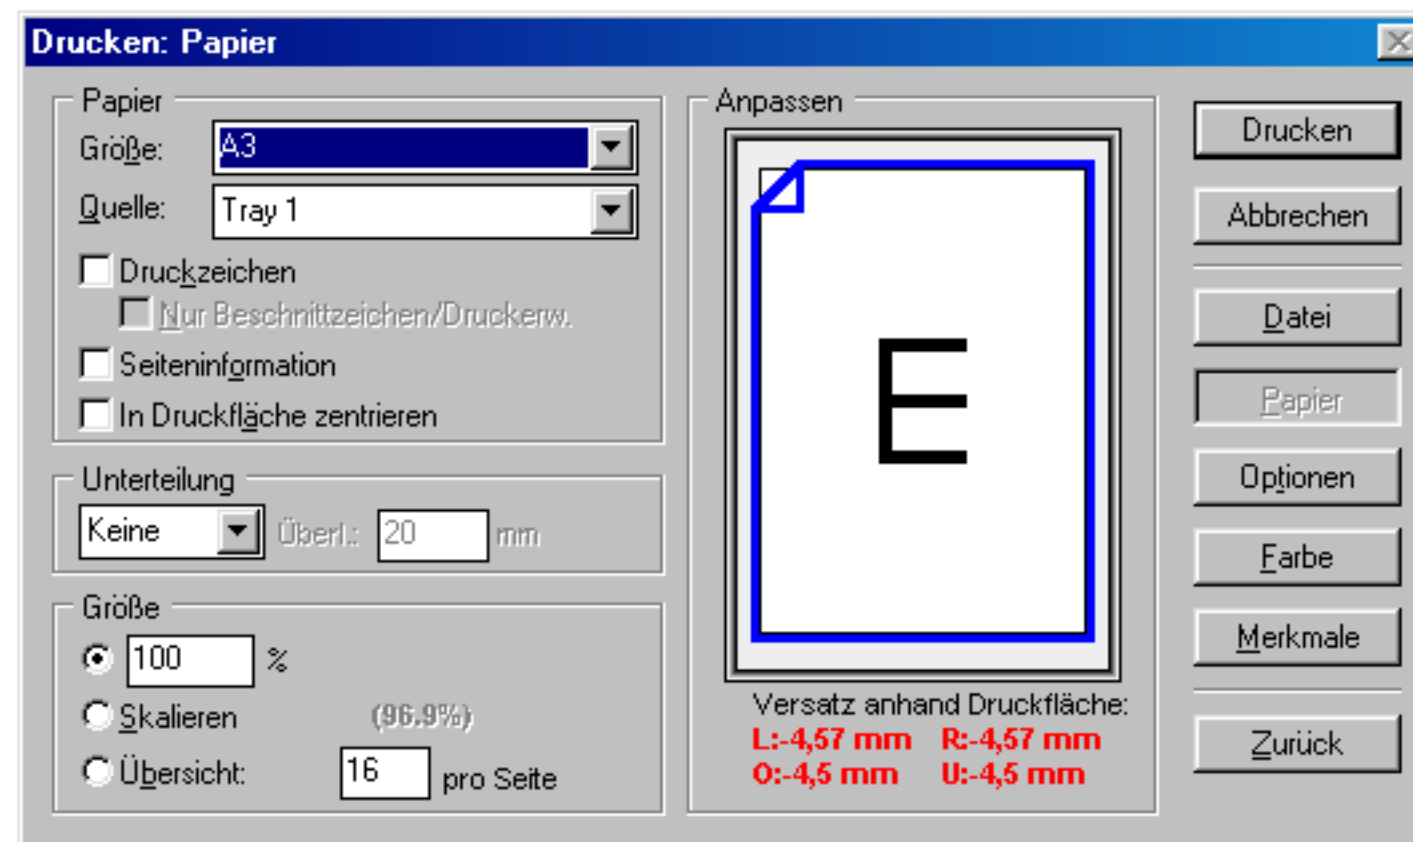 Drucken: Papier
Papier
Größe: A3
Quelle: Tray 1
Druckzeichen
Nur Beschnittzeichen/Druckerw.
Seiteninformation
In Druckfläche zentrieren
Unterteilung
Keine Überl.: 20 mm
Größe
100 %
Skalieren (96.9%)
Übersicht: 16 pro Seite
Anpassen
E
Versatz anhand Druckfläche:
L:-4,57 mm R:-4,57 mm
O:-4,5 mm U:-4,5 mm
Drucken
Abbrechen
Datei
Papier
Optionen
Farbe
Merkmale
Zurück